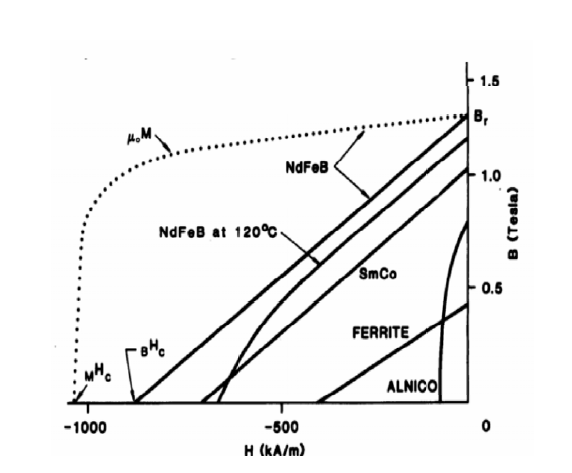 1.5
Br
μ₀M
NdFeB
1.0
B (Tesla)
NdFeB at 120°C
SmCo
0.5
FERRITE
BHc
MHc
ALNICO
-1000
-500
0
H (kA/m)